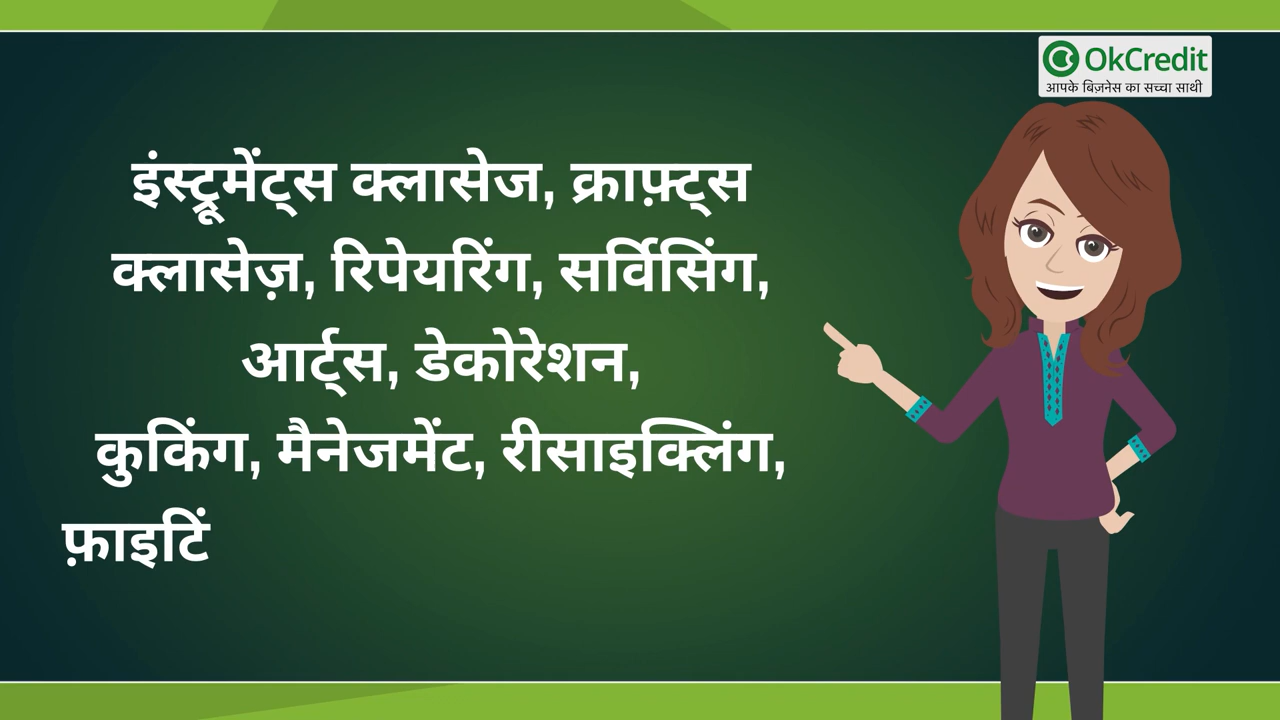 OkCredit
आपके बिज़नेस का सच्चा साथी
इंस्ट्रूमेंट्स क्लासेज, क्राफ़्ट्स
क्लासेज़, रिपेयरिंग, सर्विसिंग,
आर्ट्स, डेकोरेशन,
कुकिंग, मैनेजमेंट, रीसाइक्लिंग,
फ़ाइटिं